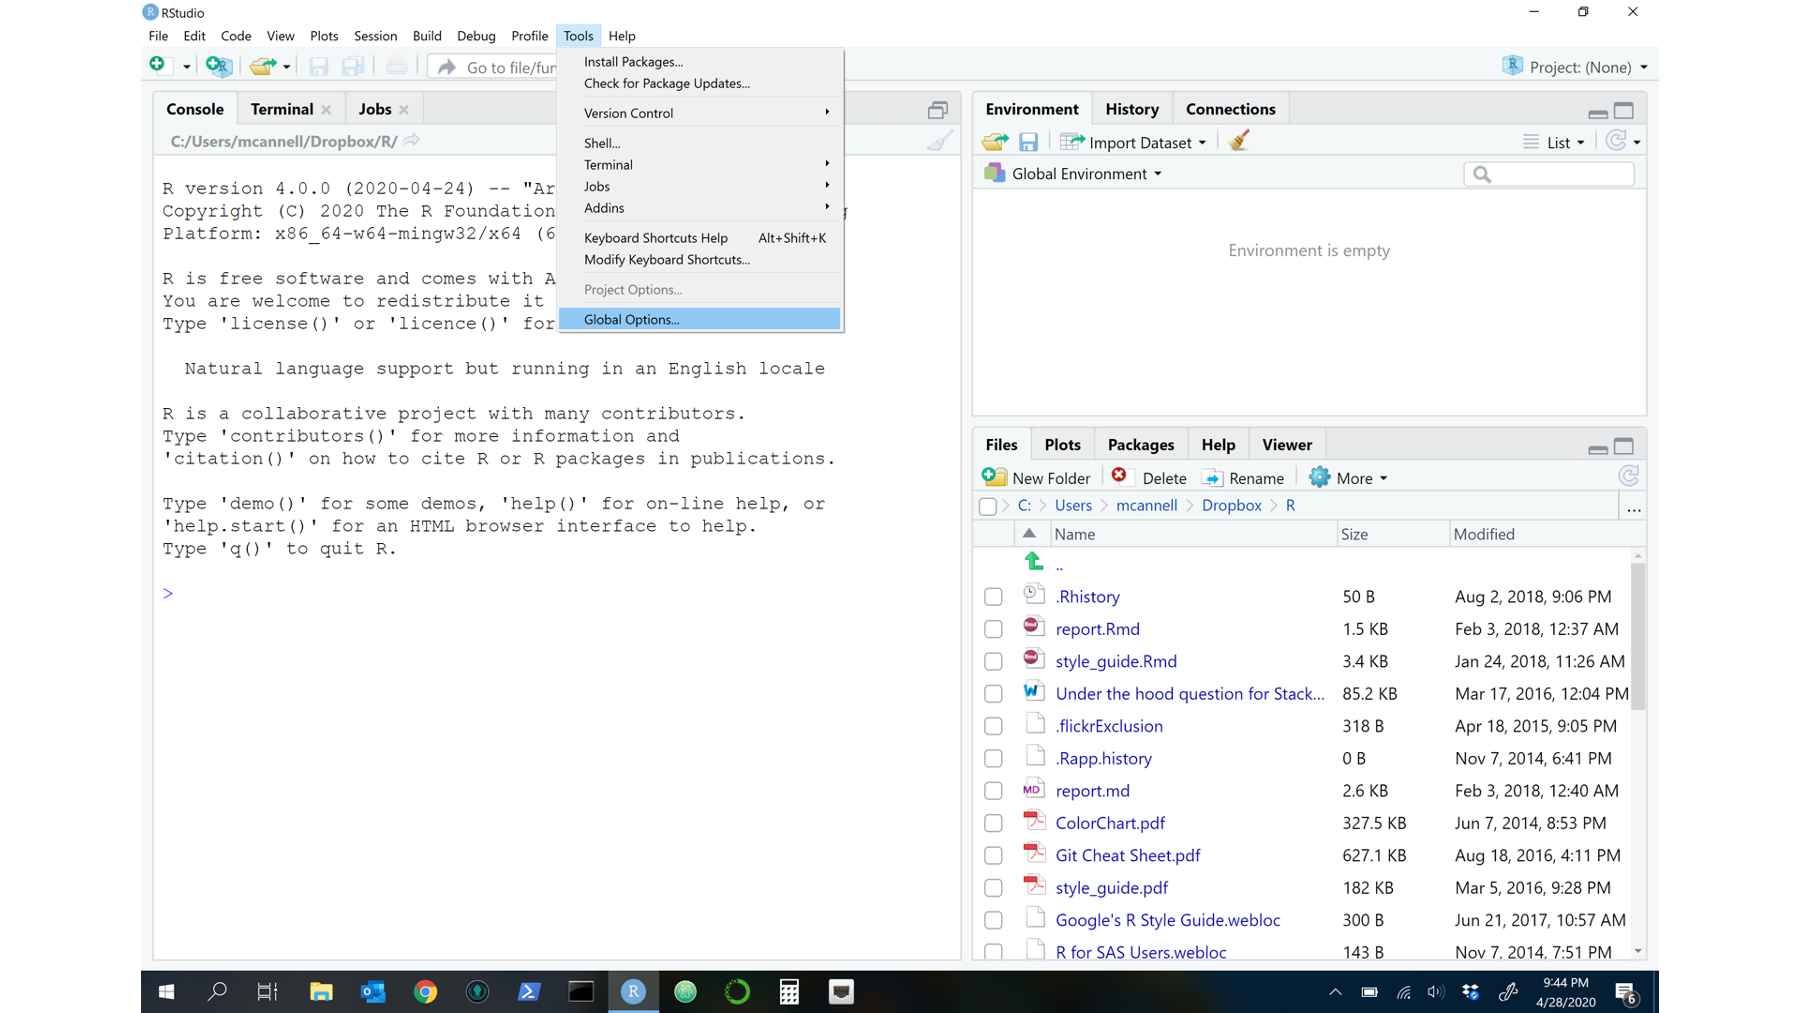 RStudio
File Edit Code View Plots Session Build Debug Profile Tools Help
Go to file/fun
Project: (None)
Install Packages...
Check for Package Updates...
Version Control
Shell...
Terminal
Jobs
Addins
Keyboard Shortcuts Help Alt+Shift+K
Modify Keyboard Shortcuts...
Project Options...
Global Options...
Console Terminal Jobs
C:/Users/mcannell/Dropbox/R/
R version 4.0.0 (2020-04-24) -- "Ar
Copyright (C) 2020 The R Foundation
Platform: x86_64-w64-mingw32/x64 (6
R is free software and comes with A
You are welcome to redistribute it
Type 'license()' or 'licence()' for
Natural language support but running in an English locale
R is a collaborative project with many contributors.
Type 'contributors()' for more information and
'citation()' on how to cite R or R packages in publications.
Type 'demo()' for some demos, 'help()' for on-line help, or
'help.start()' for an HTML browser interface to help.
Type 'q()' to quit R.
>
Environment History Connections
Import Dataset List
Global Environment
Environment is empty
Files Plots Packages Help Viewer
New Folder Delete Rename More
C: Users mcannell Dropbox R ...
Name Size Modified
..
.Rhistory 50 B Aug 2, 2018, 9:06 PM
report.Rmd 1.5 KB Feb 3, 2018, 12:37 AM
style_guide.Rmd 3.4 KB Jan 24, 2018, 11:26 AM
Under the hood question for Stack... 85.2 KB Mar 17, 2016, 12:04 PM
.flickrExclusion 318 B Apr 18, 2015, 9:05 PM
.Rapp.history 0 B Nov 7, 2014, 6:41 PM
report.md 2.6 KB Feb 3, 2018, 12:40 AM
ColorChart.pdf 327.5 KB Jun 7, 2014, 8:53 PM
Git Cheat Sheet.pdf 627.1 KB Aug 18, 2016, 4:11 PM
style_guide.pdf 182 KB Mar 5, 2016, 9:28 PM
Google's R Style Guide.webloc 300 B Jun 21, 2017, 10:57 AM
R for SAS Users.webloc 143 B Nov 7, 2014, 7:51 PM
9:44 PM
4/28/2020
6